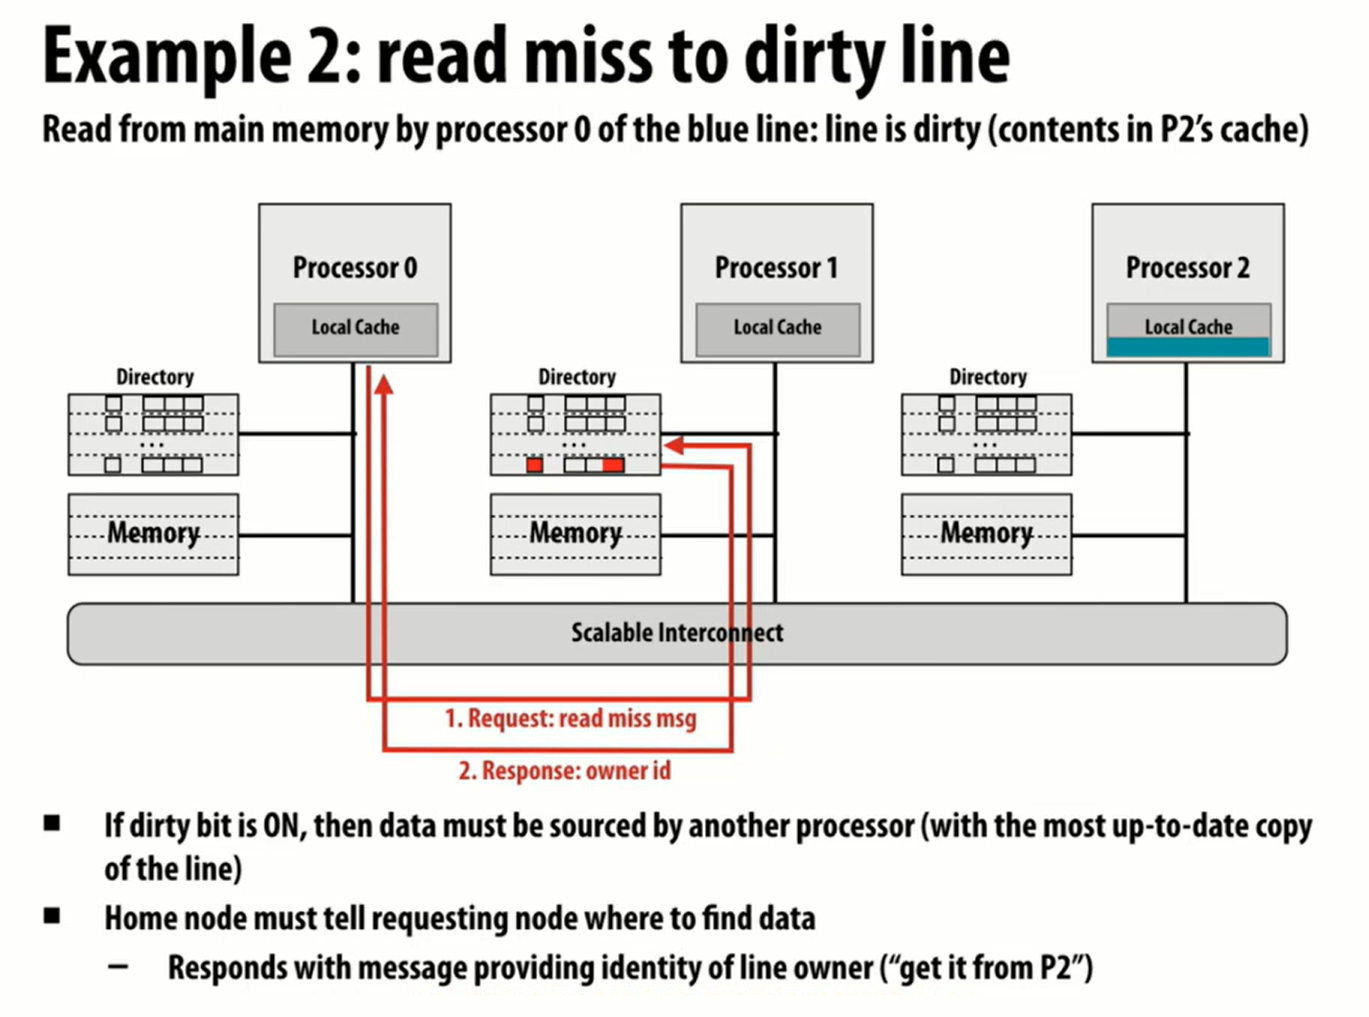 Example 2: read miss to dirty line
Read from main memory by processor 0 of the blue line: line is dirty (contents in P2’s cache)
Processor 0
Local Cache
Processor 1
Local Cache
Processor 2
Local Cache
Directory
Directory
Directory
...
...
...
Memory
Memory
Memory
Scalable Interconnect
1. Request: read miss msg
2. Response: owner id
■ If dirty bit is ON, then data must be sourced by another processor (with the most up-to-date copy
of the line)
■ Home node must tell requesting node where to find data
– Responds with message providing identity of line owner (“get it from P2”)